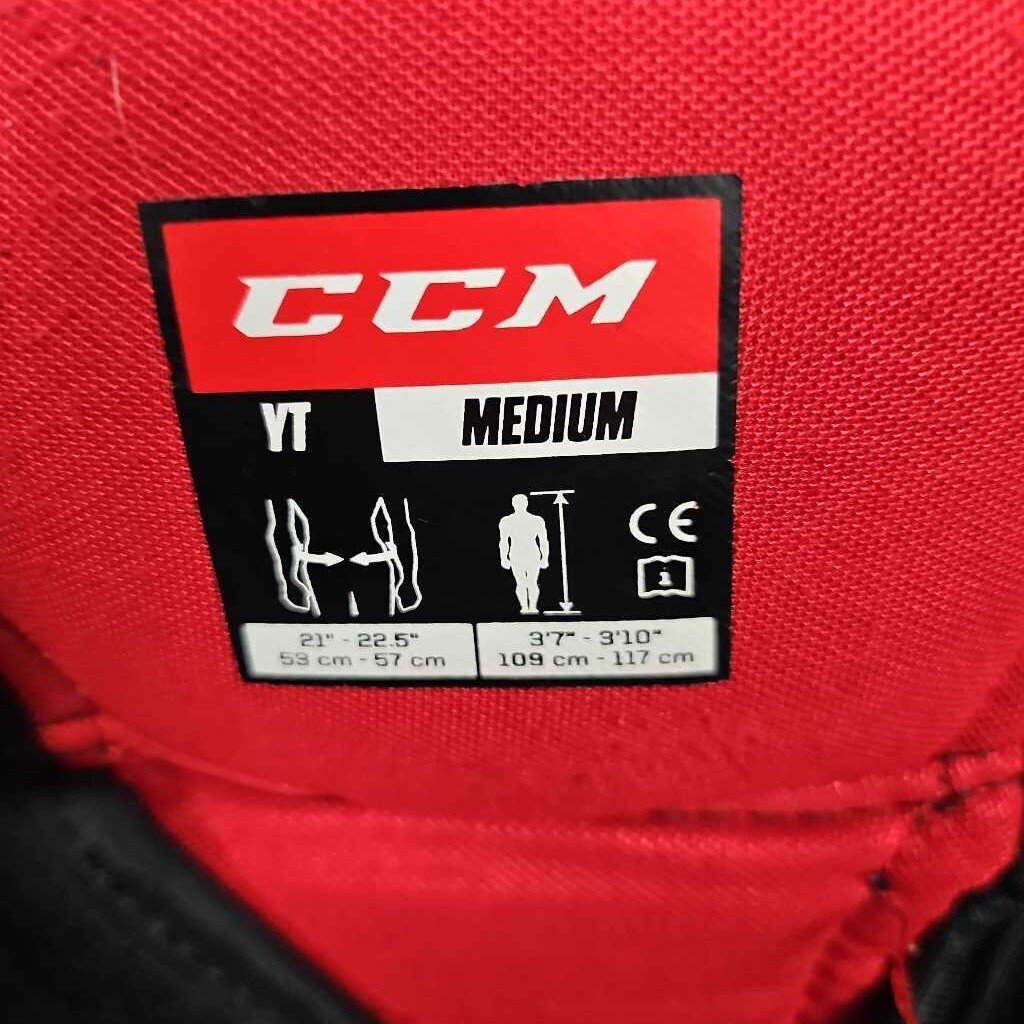 CCM
YT MEDIUM
CE
i
21" - 22.5" 3'7" - 3'10"
53 cm - 57 cm 109 cm - 117 cm